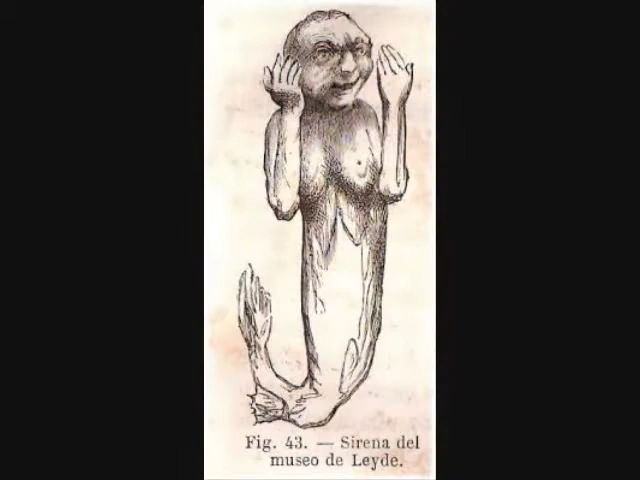 Fig. 43. — Sirena del
museo de Leyde.